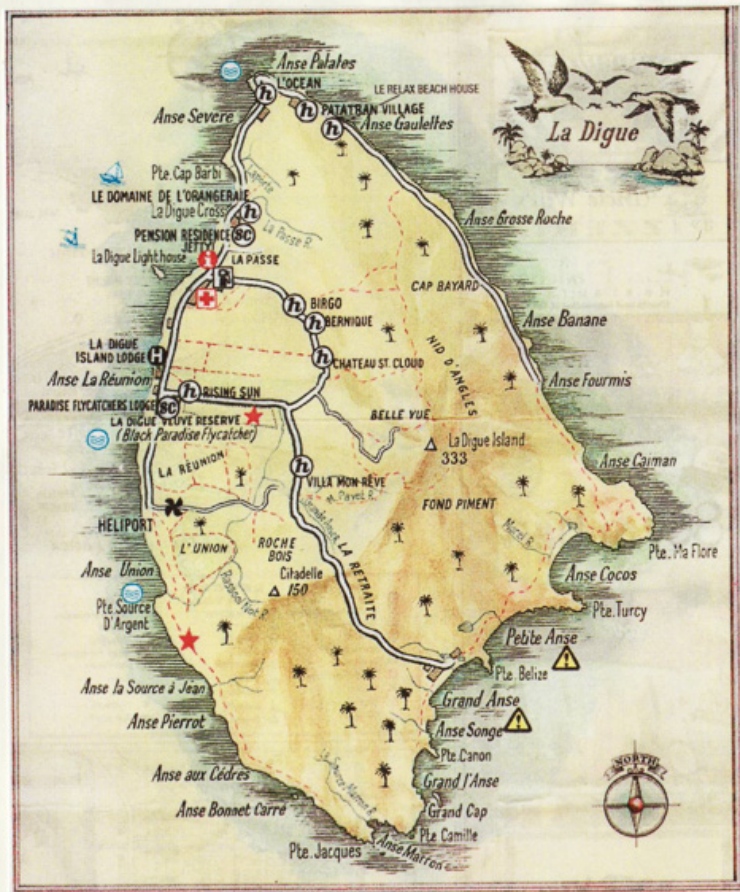 Anse Patates
L'OCEAN
LE RELAX BEACH HOUSE
PATATRAN VILLAGE
Anse Severe
Anse Gaulettes
La Digue
Pte. Cap Barbi
LE DOMAINE DE L'ORANGERAIE
La Digue Cross
La Passe R.
Anse Grosse Roche
PENSION RESIDENCE
JETTY
SC
La Digue Lighthouse
i
LA PASSE
CAP BAYARD
h
BIRGO
BERNIQUE
Anse Banane
NID D'ANGLES
LA DIGUE
ISLAND LODGE
H
CHATEAU ST. CLOUD
Anse La Réunion
RISING SUN
Anse Fourmis
PARADISE FLYCATCHERS LODGE
SC
BELLE VUE
LA DIGUE VEUVE RESERVE
(Black Paradise Flycatcher)
La Digue Island
333
LA RÉUNION
Anse Caiman
VILLA MON RÊVE
FOND PIMENT
HELIPORT
L'UNION
ROCHE
BOIS
LA RETRAITE
Pte. Ma Flore
Anse Union
Citadelle
150
Anse Cocos
Pte. Source
D'Argent
Pte. Turcy
Petite Anse
Pte. Belize
Anse la Source à Jean
Grand Anse
Anse Pierrot
Anse Songe
Pte. Canon
NORTH
Anse aux Cédres
Grand l'Anse
Anse Bonnet Carré
Grand Cap
Pte Camille
Pte. Jacques
Anse Marron